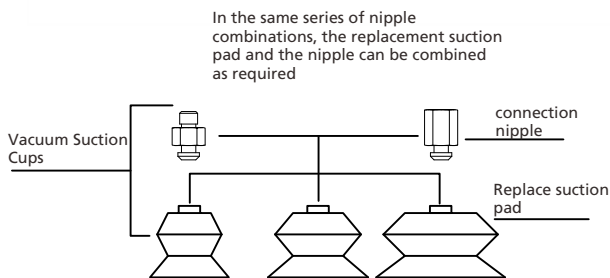 In the same series of nipple
combinations, the replacement suction
pad and the nipple can be combined
as required
connection
nipple
Vacuum Suction
Cups
Replace suction
pad